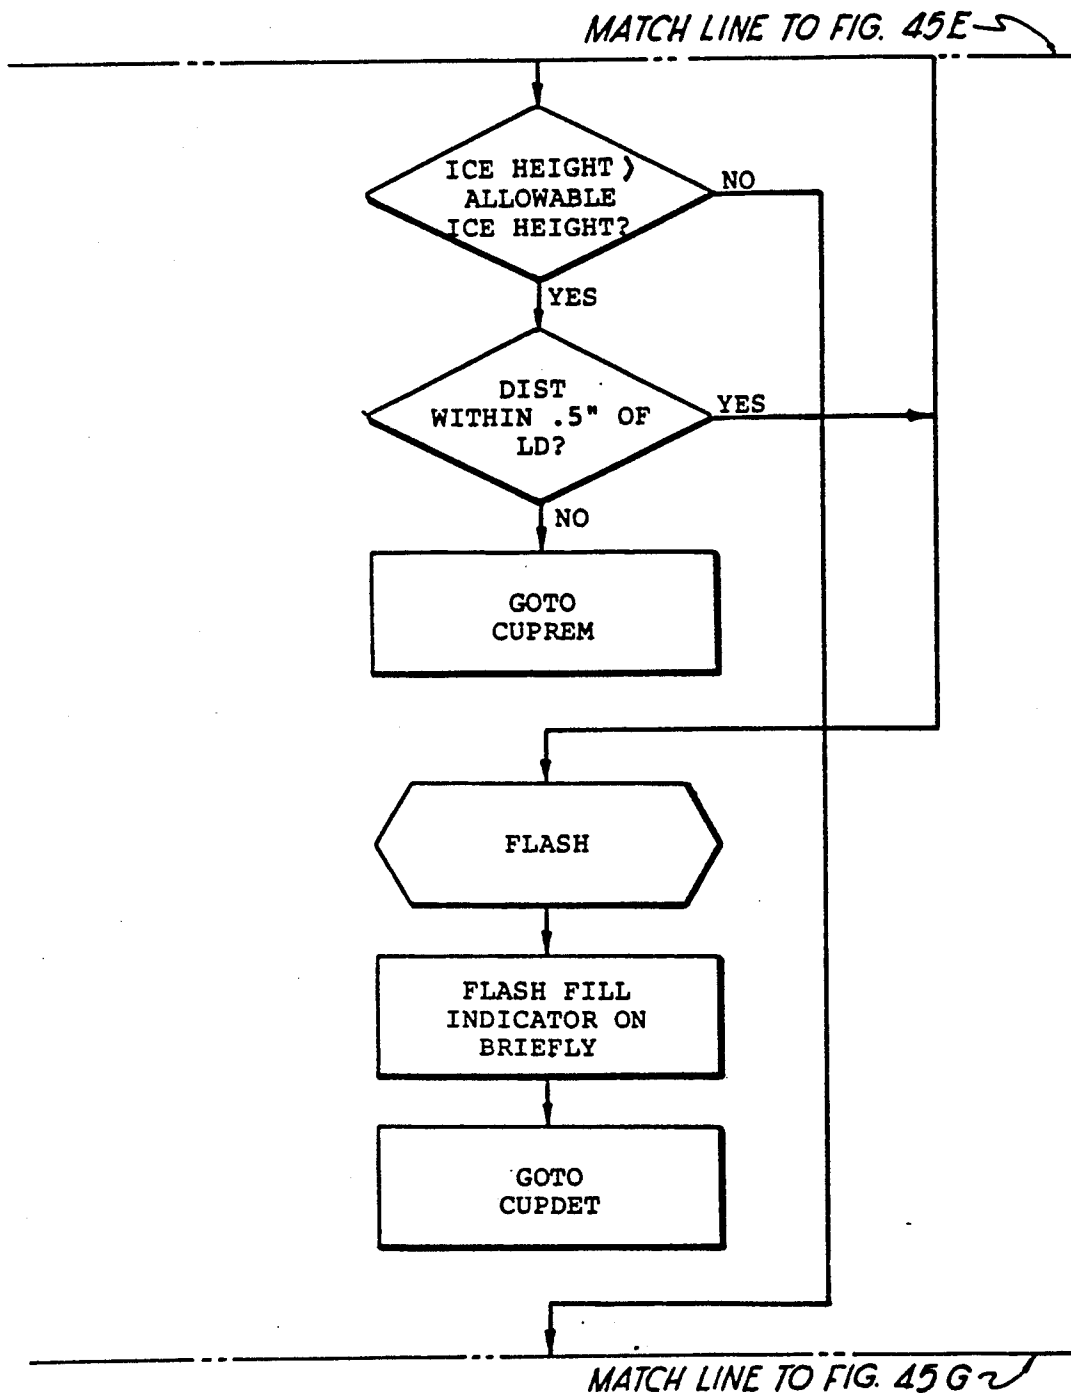 MATCH LINE TO FIG. 45E
ICE HEIGHT >
ALLOWABLE
ICE HEIGHT?
NO
YES
DIST
WITHIN .5" OF
LD?
YES
NO
GOTO
CUPREM
FLASH
FLASH FILL
INDICATOR ON
BRIEFLY
GOTO
CUPDET
MATCH LINE TO FIG. 45G